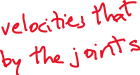 velocities that
by the joints